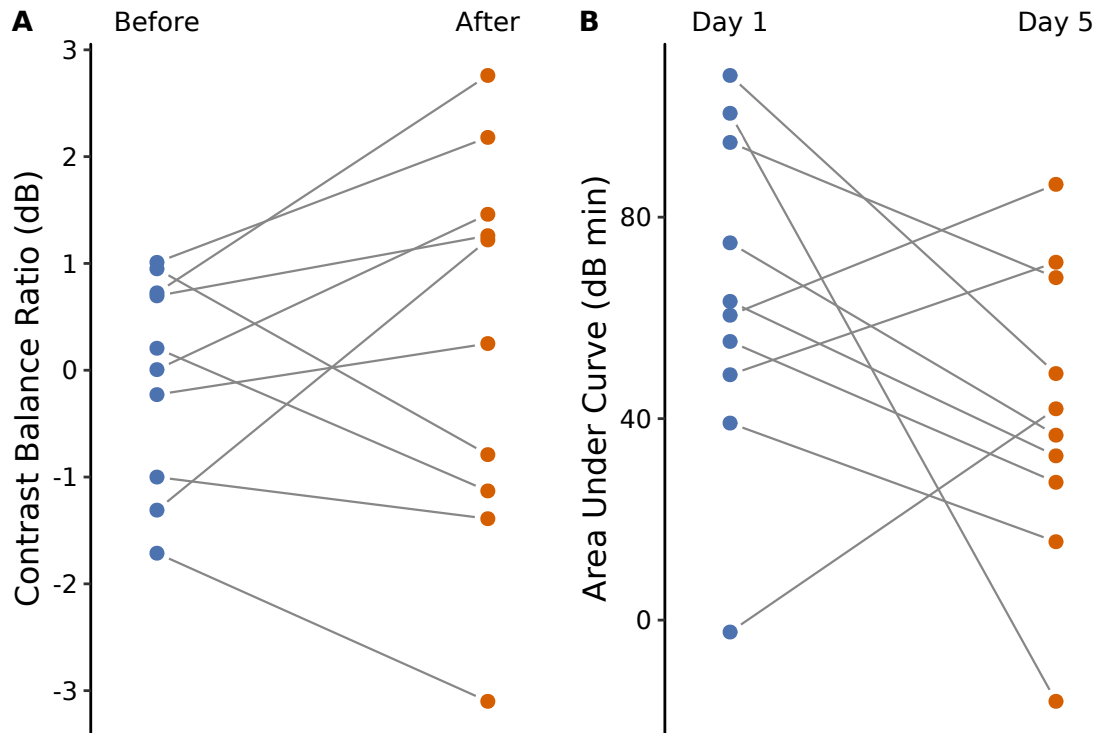 A Before After
3
2
1
0
-1
-2
-3
Contrast Balance Ratio (dB)
B Day 1 Day 5
80
40
0
Area Under Curve (dB min)